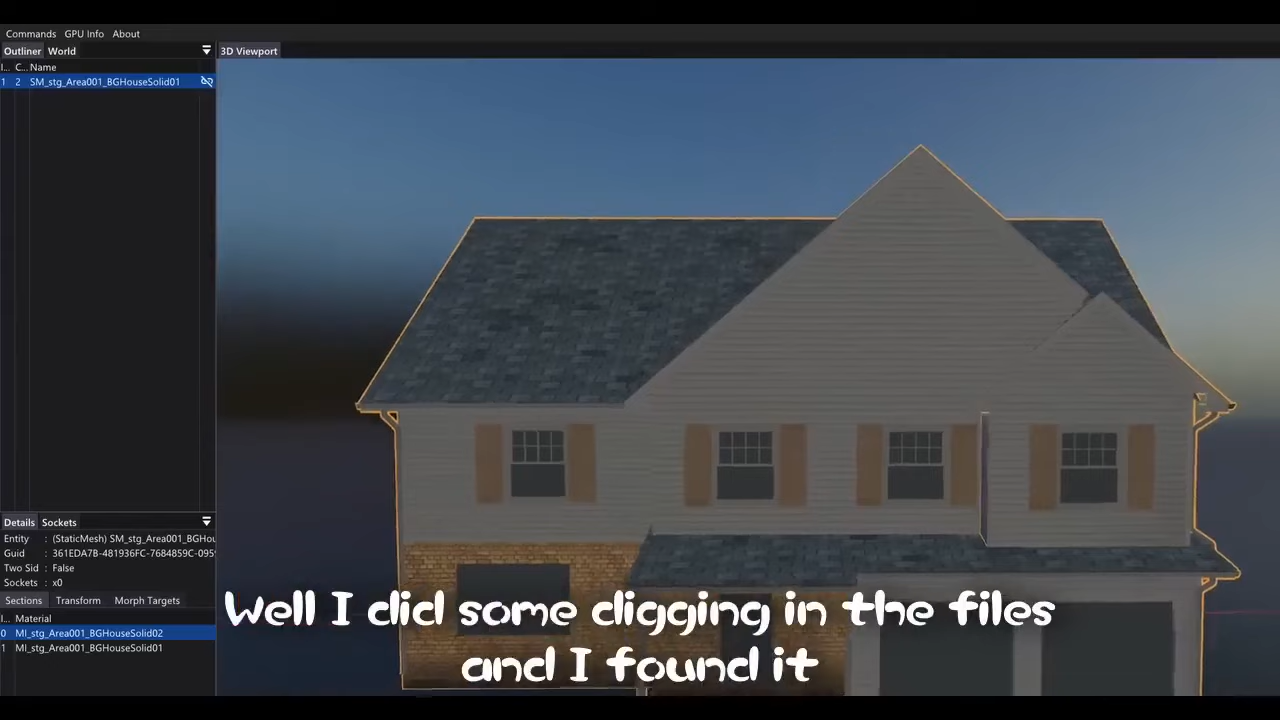 Commands GPU Info About
Outliner World
3D Viewport
I... C... Name
1 2 SM_stg_Area001_BGHouseSolid01
Details Sockets
Entity : (StaticMesh) SM_stg_Area001_BGHou
Guid : 361EDA7B-481936FC-7684859C-095
Two Sid : False
Sockets : x0
Sections Transform Morph Targets
I... Material
0 MI_stg_Area001_BGHouseSolid02
1 MI_stg_Area001_BGHouseSolid01
Well I did some digging in the files
and I found it